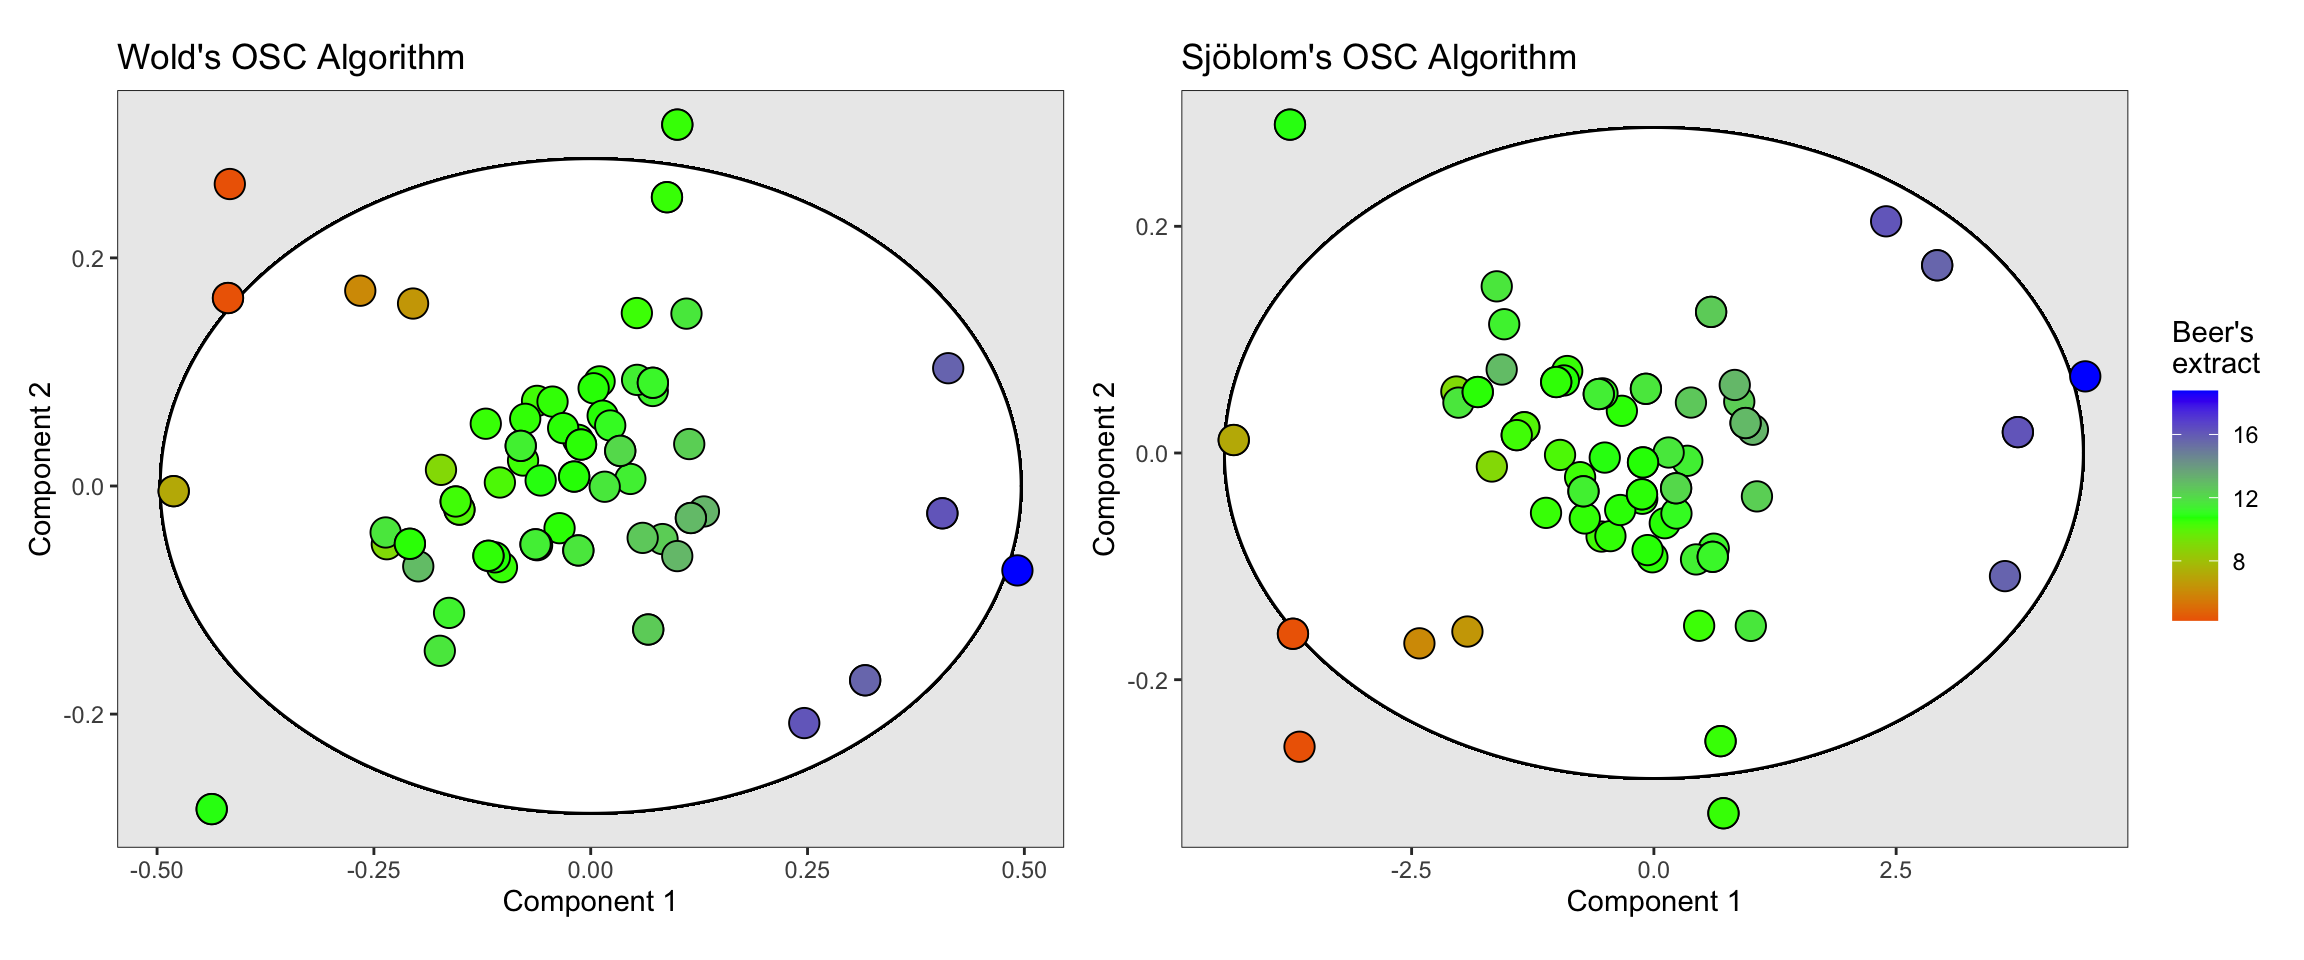 Wold's OSC Algorithm
Component 2
0.2
0.0
-0.2
-0.50
-0.25
0.00
0.25
0.50
Component 1
Sjöblom's OSC Algorithm
Component 2
0.2
0.0
-0.2
-2.5
0.0
2.5
Component 1
Beer's
extract
16
12
8